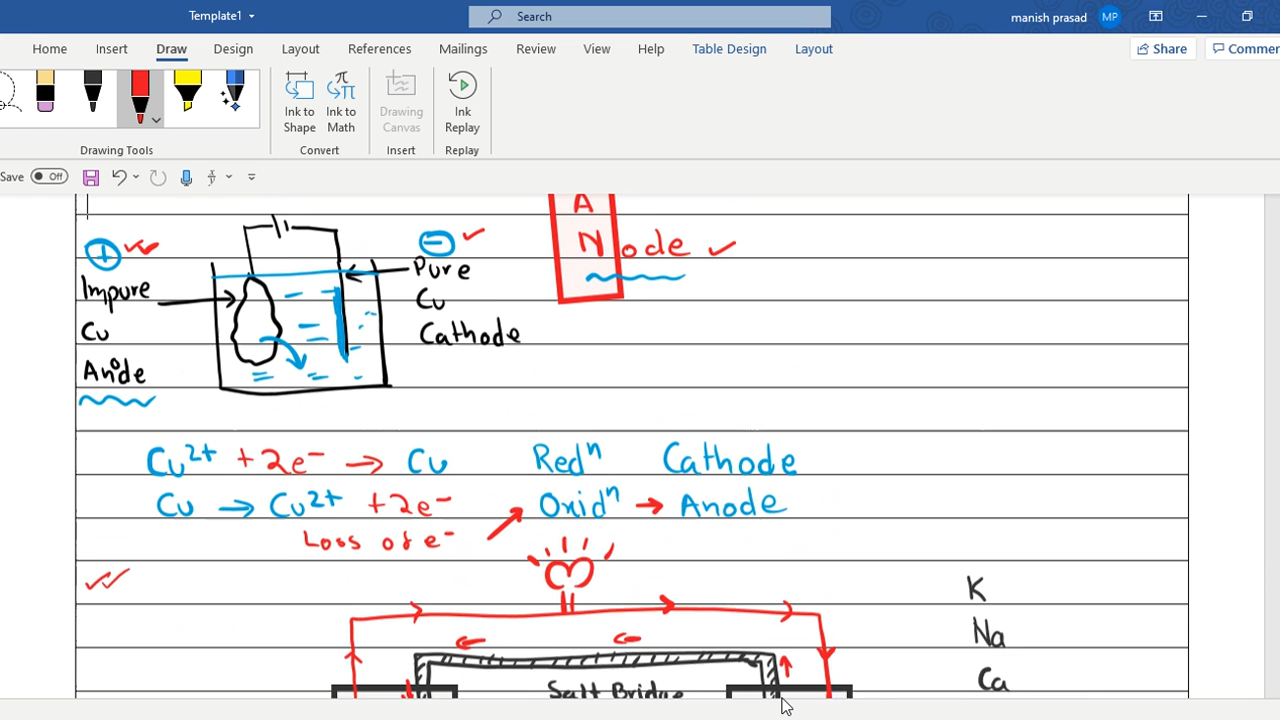 Template1
Search
manish prasad
MP
Home Insert Draw Design Layout References Mailings Review View Help Table Design Layout
Share
Comme
Ink to Shape
Ink to Math
Drawing Canvas
Ink Replay
Drawing Tools
Convert
Insert
Replay
Save Off
A
Node
+
Impure
Cu
Anode
−
Pure
Cu
Cathode
Cu²⁺ + 2e⁻ → Cu Redⁿ Cathode
Cu → Cu²⁺ + 2e⁻ Oxidⁿ → Anode
Loss of e⁻
K
Na
Ca
Salt Bridge